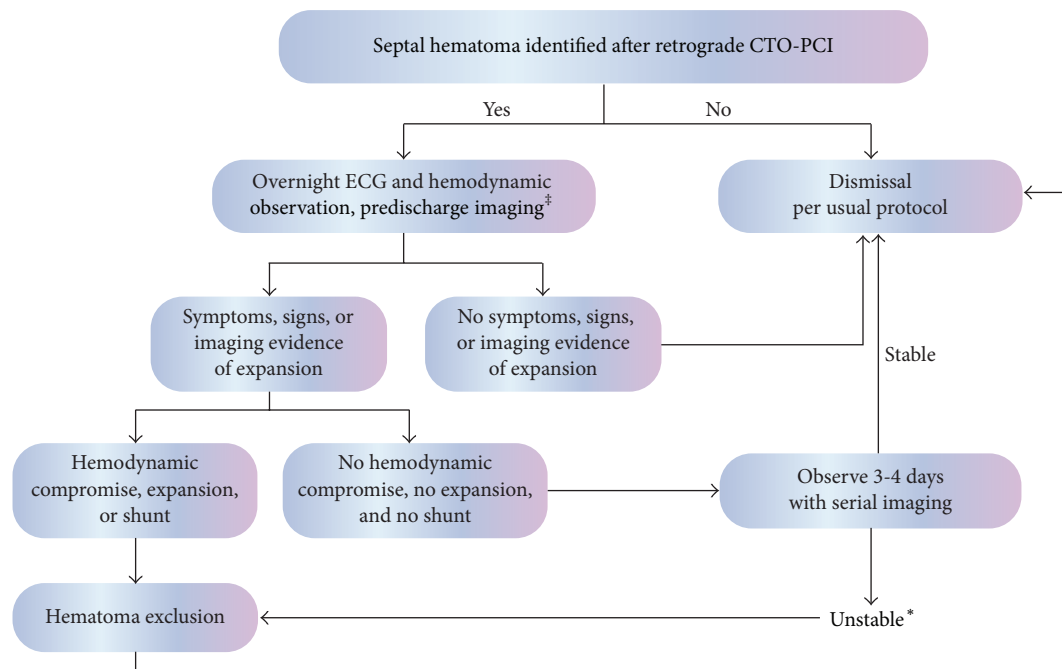 Septal hematoma identified after retrograde CTO-PCI
Yes
No
Overnight ECG and hemodynamic
observation, predischarge imaging‡
Dismissal
per usual protocol
Symptoms, signs, or
imaging evidence
of expansion
No symptoms, signs,
or imaging evidence
of expansion
Stable
Hemodynamic
compromise, expansion,
or shunt
No hemodynamic
compromise, no expansion,
and no shunt
Observe 3-4 days
with serial imaging
Hematoma exclusion
Unstable*